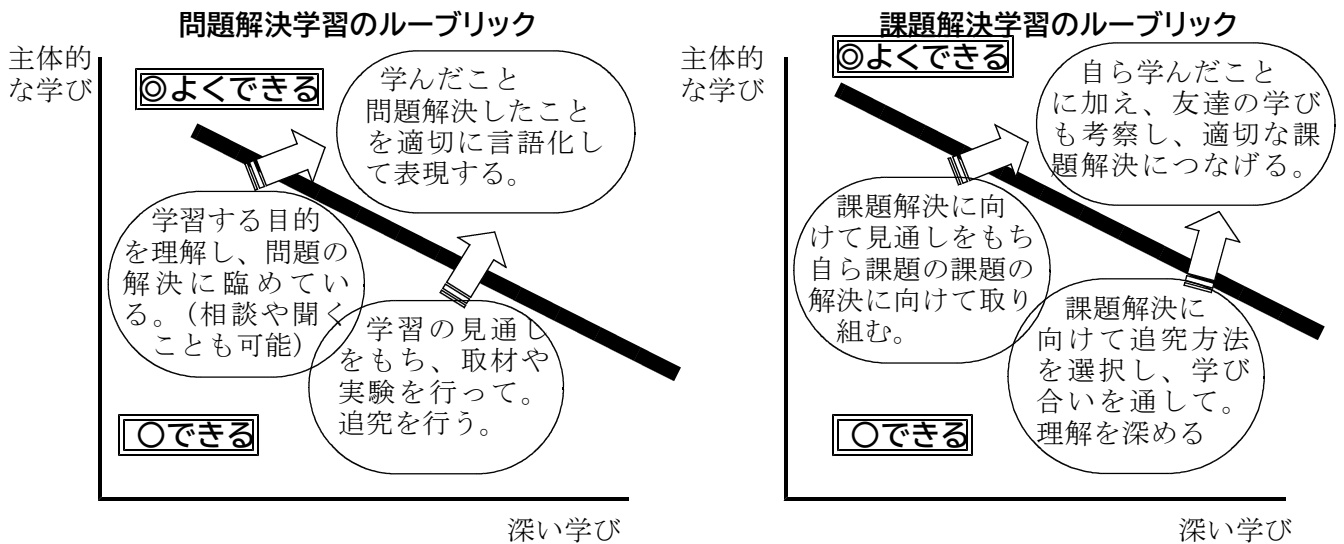 問題解決学習のルーブリック
主体的
な学び
◎よくできる
学んだこと
問題解決したこと
を適切に言語化し
て表現する。
学習する目的
を理解し、問題の
解決に臨めてい
る。（相談や聞く
ことも可能）
学習の見通し
をもち、取材や
実験を行って。
追究を行う。
○できる
深い学び
課題解決学習のルーブリック
主体的
な学び
◎よくできる
自ら学んだこと
に加え、友達の学び
も考察し、適切な課
題解決につなげる。
課題解決に向
けて見通しをもち
自ら課題の課題の
解決に向けて取り
組む。
課題解決に
向けて追究方法
を選択し、学び
合いを通して。
理解を深める
○できる
深い学び